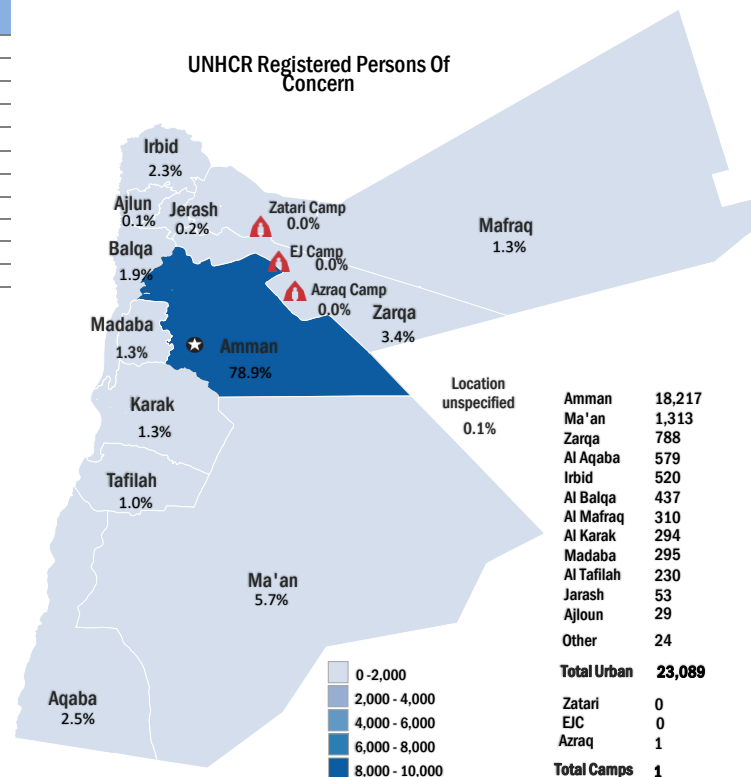 UNHCR Registered Persons Of
Concern
Irbid
2.3%
Ajlun
0.1%
Jerash
0.2%
Zatari Camp
0.0%
Mafraq
1.3%
Balqa
1.9%
EJ Camp
0.0%
Azraq Camp
0.0%
Zarqa
3.4%
Madaba
1.3%
Amman
78.9%
Location
unspecified
0.1%
Karak
1.3%
Tafilah
1.0%
Ma'an
5.7%
Aqaba
2.5%
0 -2,000
2,000 - 4,000
4,000 - 6,000
6,000 - 8,000
8,000 - 10,000
Amman 18,217
Ma'an 1,313
Zarqa 788
Al Aqaba 579
Irbid 520
Al Balqa 437
Al Mafraq 310
Al Karak 294
Madaba 295
Al Tafilah 230
Jarash 53
Ajloun 29
Other 24
Total Urban 23,089
Zatari 0
EJC 0
Azraq 1
Total Camps 1